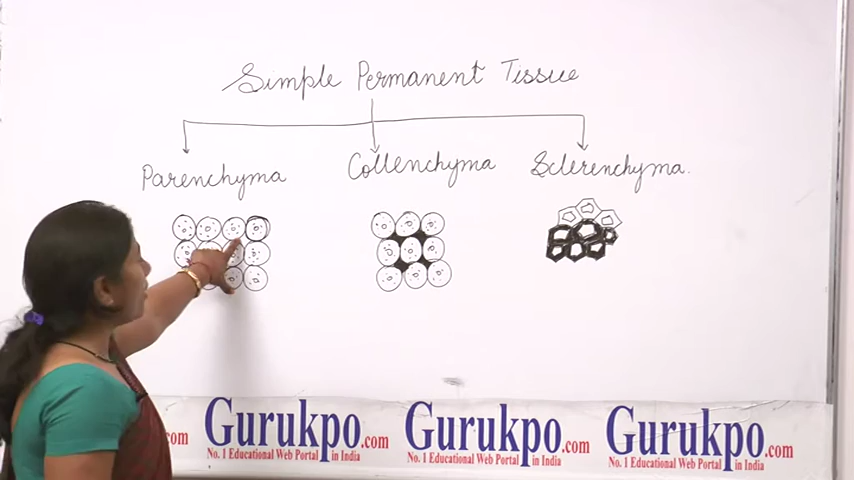 Simple Permanent Tissue
Parenchyma
Collenchyma
Sclerenchyma.
.com
Gurukpo.com
No. 1 Educational Web Portal in India
Gurukpo.com
No. 1 Educational Web Portal in India
Gurukpo.com
No. 1 Educational Web Portal in India